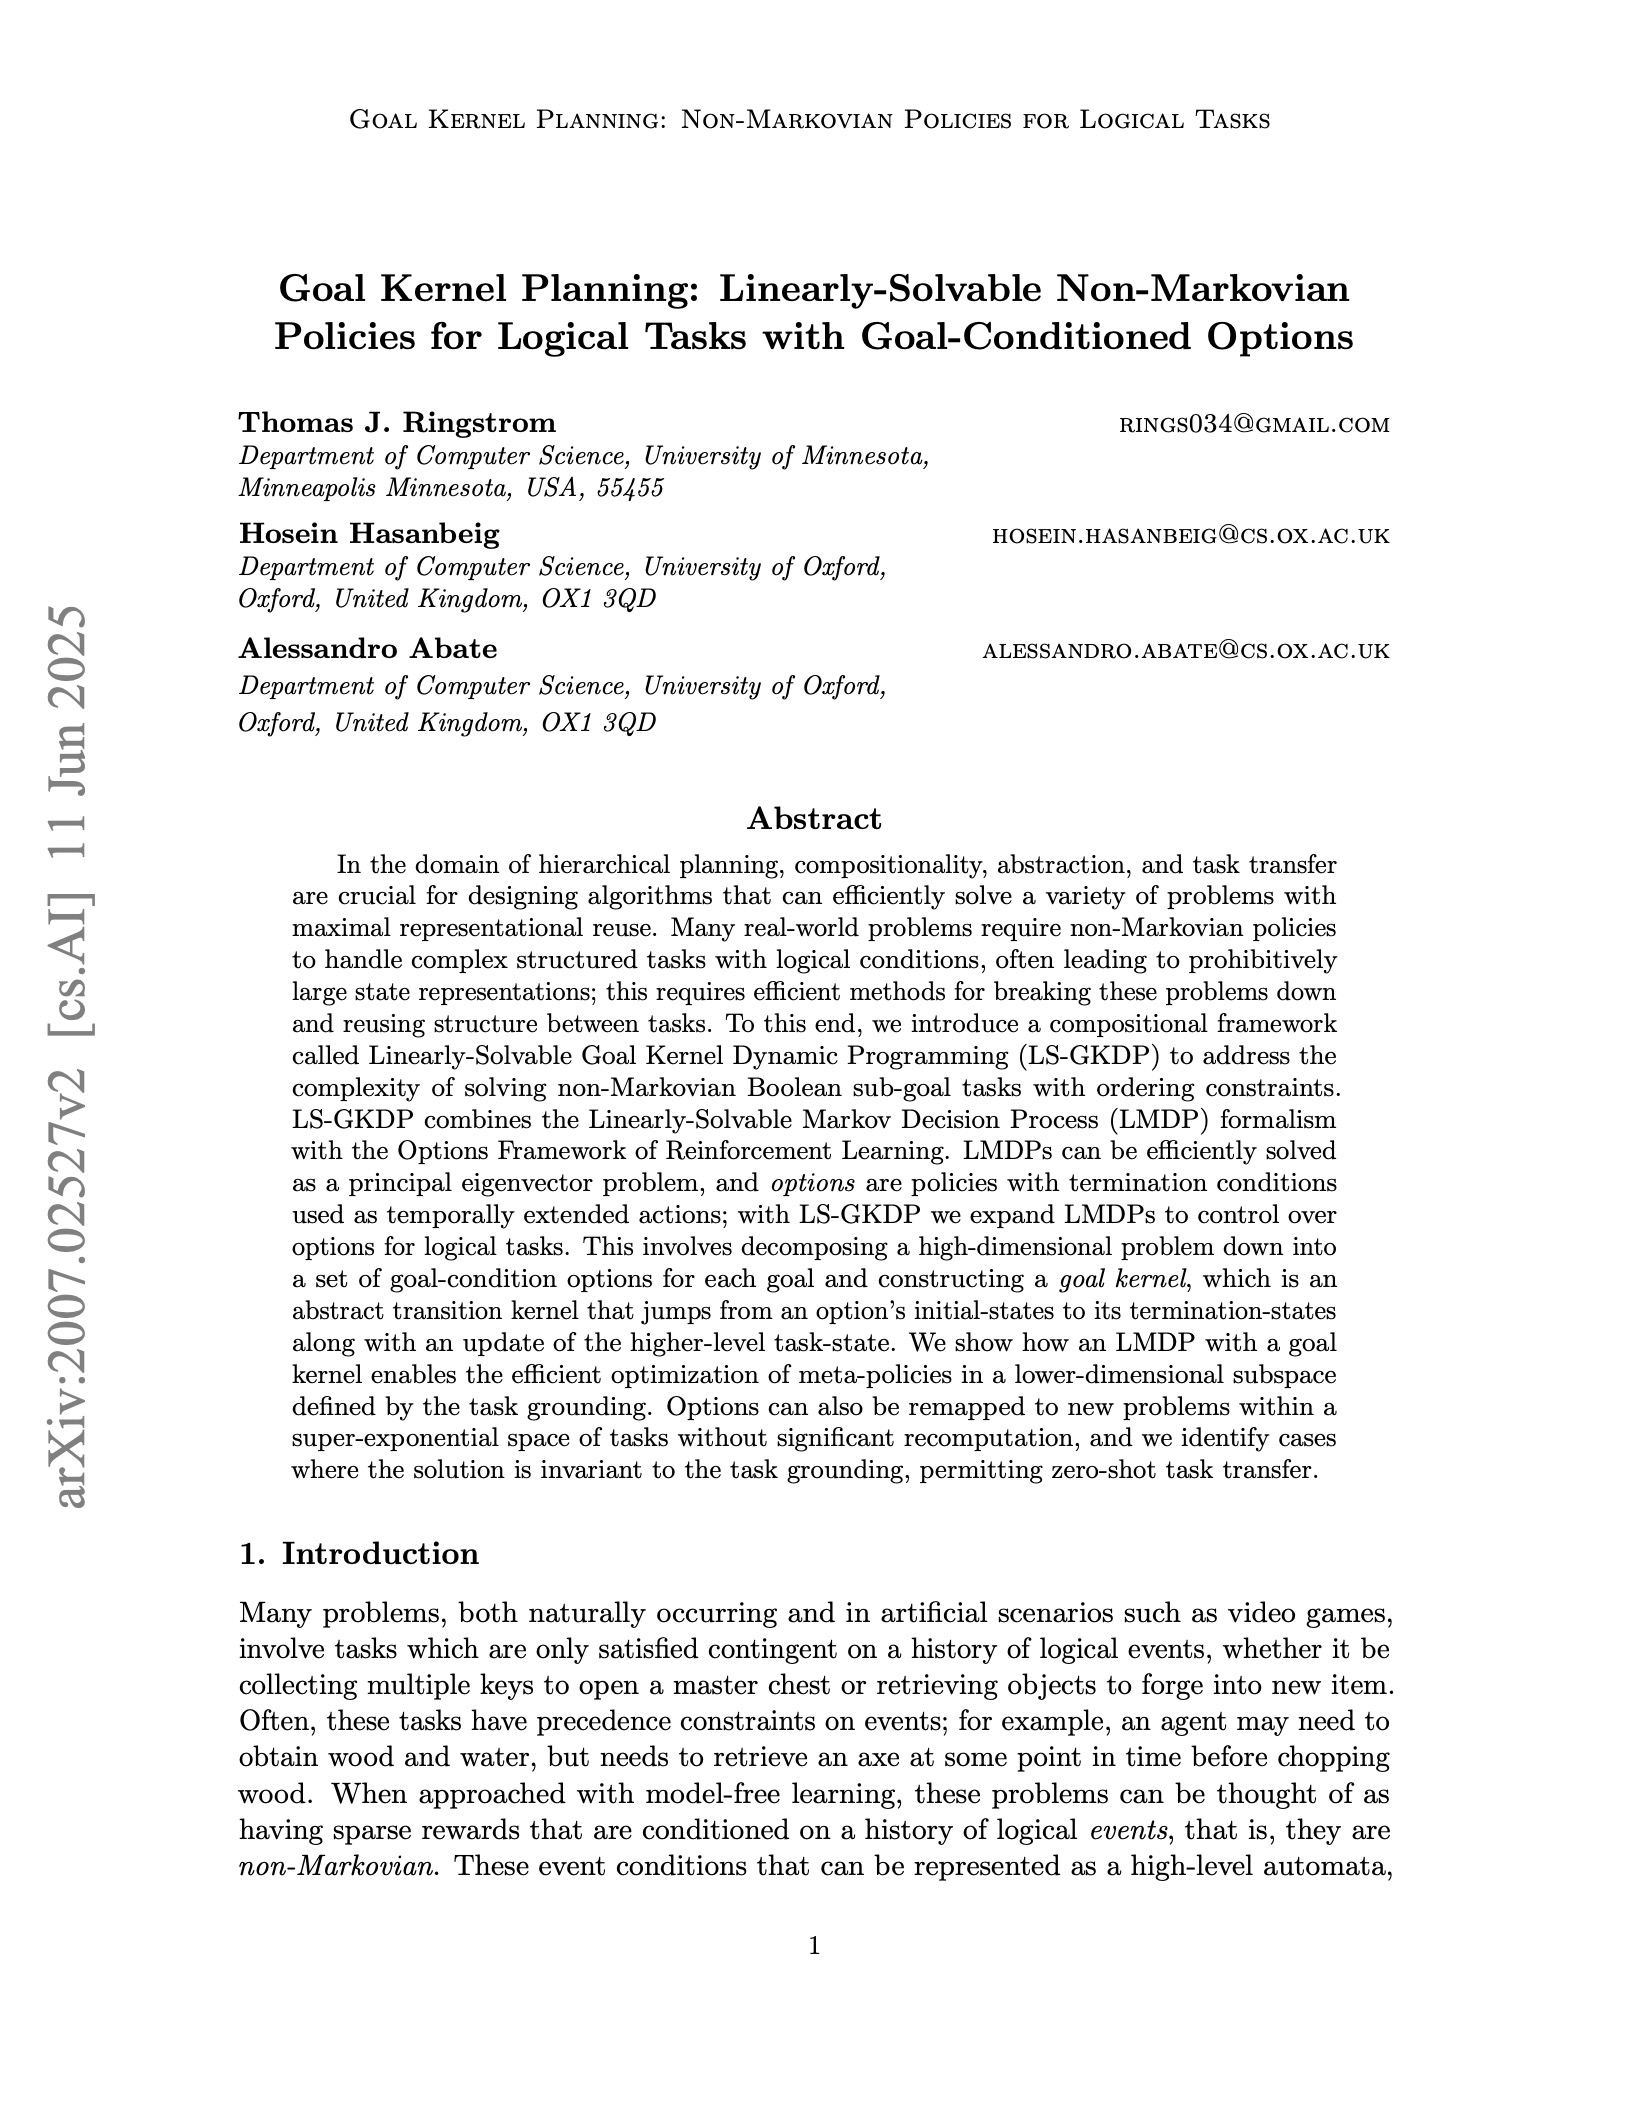 Goal Kernel Planning: Non-Markovian Policies for Logical Tasks
Goal Kernel Planning: Linearly-Solvable Non-Markovian
Policies for Logical Tasks with Goal-Conditioned Options
Thomas J. Ringstrom rings034@gmail.com
Department of Computer Science, University of Minnesota,
Minneapolis Minnesota, USA, 55455
Hosein Hasanbeig hosein.hasanbeig@cs.ox.ac.uk
Department of Computer Science, University of Oxford,
Oxford, United Kingdom, OX1 3QD
Alessandro Abate alessandro.abate@cs.ox.ac.uk
Department of Computer Science, University of Oxford,
Oxford, United Kingdom, OX1 3QD
Abstract
In the domain of hierarchical planning, compositionality, abstraction, and task transfer
are crucial for designing algorithms that can efficiently solve a variety of problems with
maximal representational reuse. Many real-world problems require non-Markovian policies
to handle complex structured tasks with logical conditions, often leading to prohibitively
large state representations; this requires efficient methods for breaking these problems down
and reusing structure between tasks. To this end, we introduce a compositional framework
called Linearly-Solvable Goal Kernel Dynamic Programming (LS-GKDP) to address the
complexity of solving non-Markovian Boolean sub-goal tasks with ordering constraints.
LS-GKDP combines the Linearly-Solvable Markov Decision Process (LMDP) formalism
with the Options Framework of Reinforcement Learning. LMDPs can be efficiently solved
as a principal eigenvector problem, and options are policies with termination conditions
used as temporally extended actions; with LS-GKDP we expand LMDPs to control over
options for logical tasks. This involves decomposing a high-dimensional problem down into
a set of goal-condition options for each goal and constructing a goal kernel, which is an
abstract transition kernel that jumps from an option's initial-states to its termination-states
along with an update of the higher-level task-state. We show how an LMDP with a goal
kernel enables the efficient optimization of meta-policies in a lower-dimensional subspace
defined by the task grounding. Options can also be remapped to new problems within a
super-exponential space of tasks without significant recomputation, and we identify cases
where the solution is invariant to the task grounding, permitting zero-shot task transfer.
1. Introduction
Many problems, both naturally occurring and in artificial scenarios such as video games,
involve tasks which are only satisfied contingent on a history of logical events, whether it be
collecting multiple keys to open a master chest or retrieving objects to forge into new item.
Often, these tasks have precedence constraints on events; for example, an agent may need to
obtain wood and water, but needs to retrieve an axe at some point in time before chopping
wood. When approached with model-free learning, these problems can be thought of as
having sparse rewards that are conditioned on a history of logical events, that is, they are
non-Markovian. These event conditions that can be represented as a high-level automata,
1
arXiv:2007.02527v2 [cs.AI] 11 Jun 2025